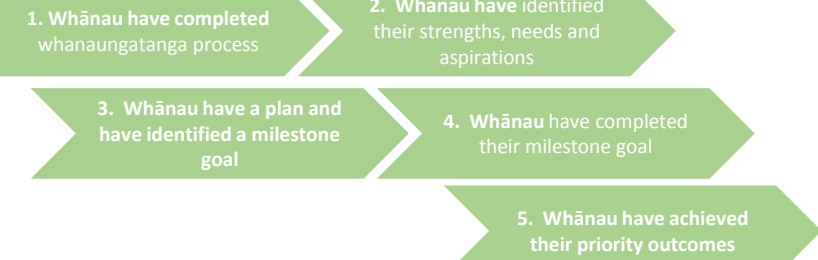 1. Whānau have completed
whanaungatanga process
2. Whānau have identified
their strengths, needs and
aspirations
3. Whānau have a plan and
have identified a milestone
goal
4. Whānau have completed
their milestone goal
5. Whānau have achieved
their priority outcomes